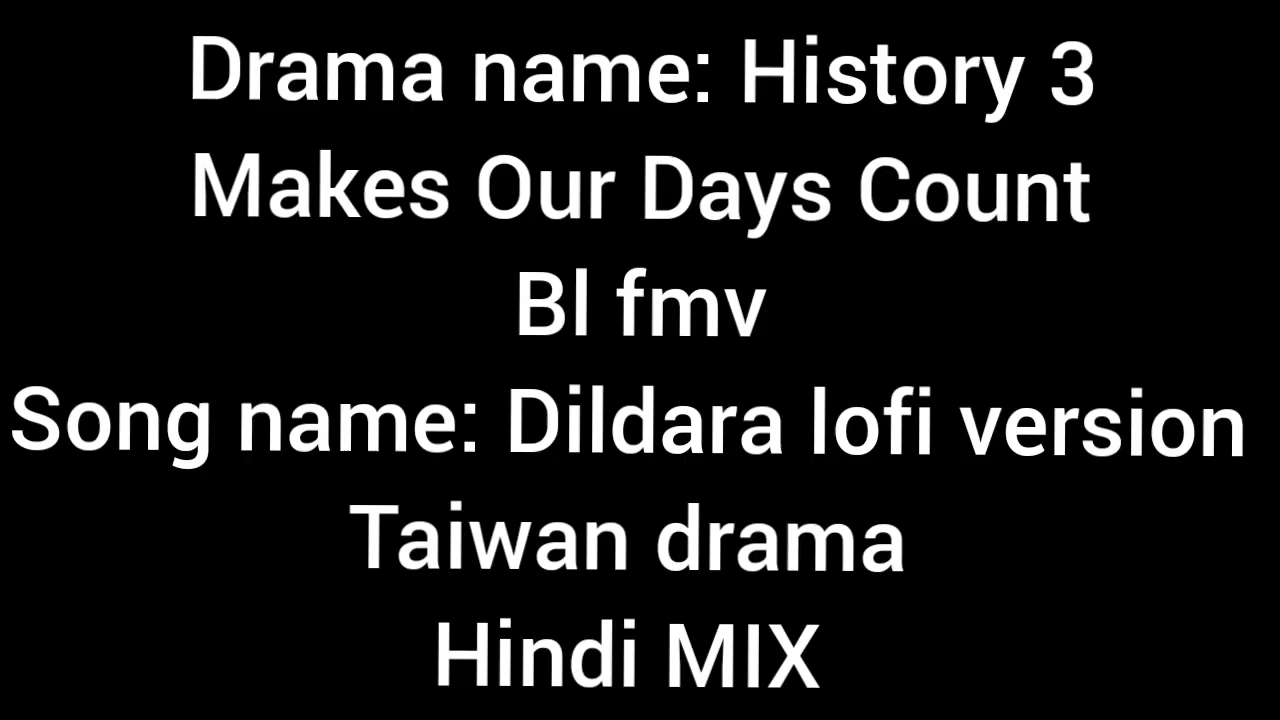 Drama name: History 3
Makes Our Days Count
Bl fmv
Song name: Dildara lofi version
Taiwan drama
Hindi MIX